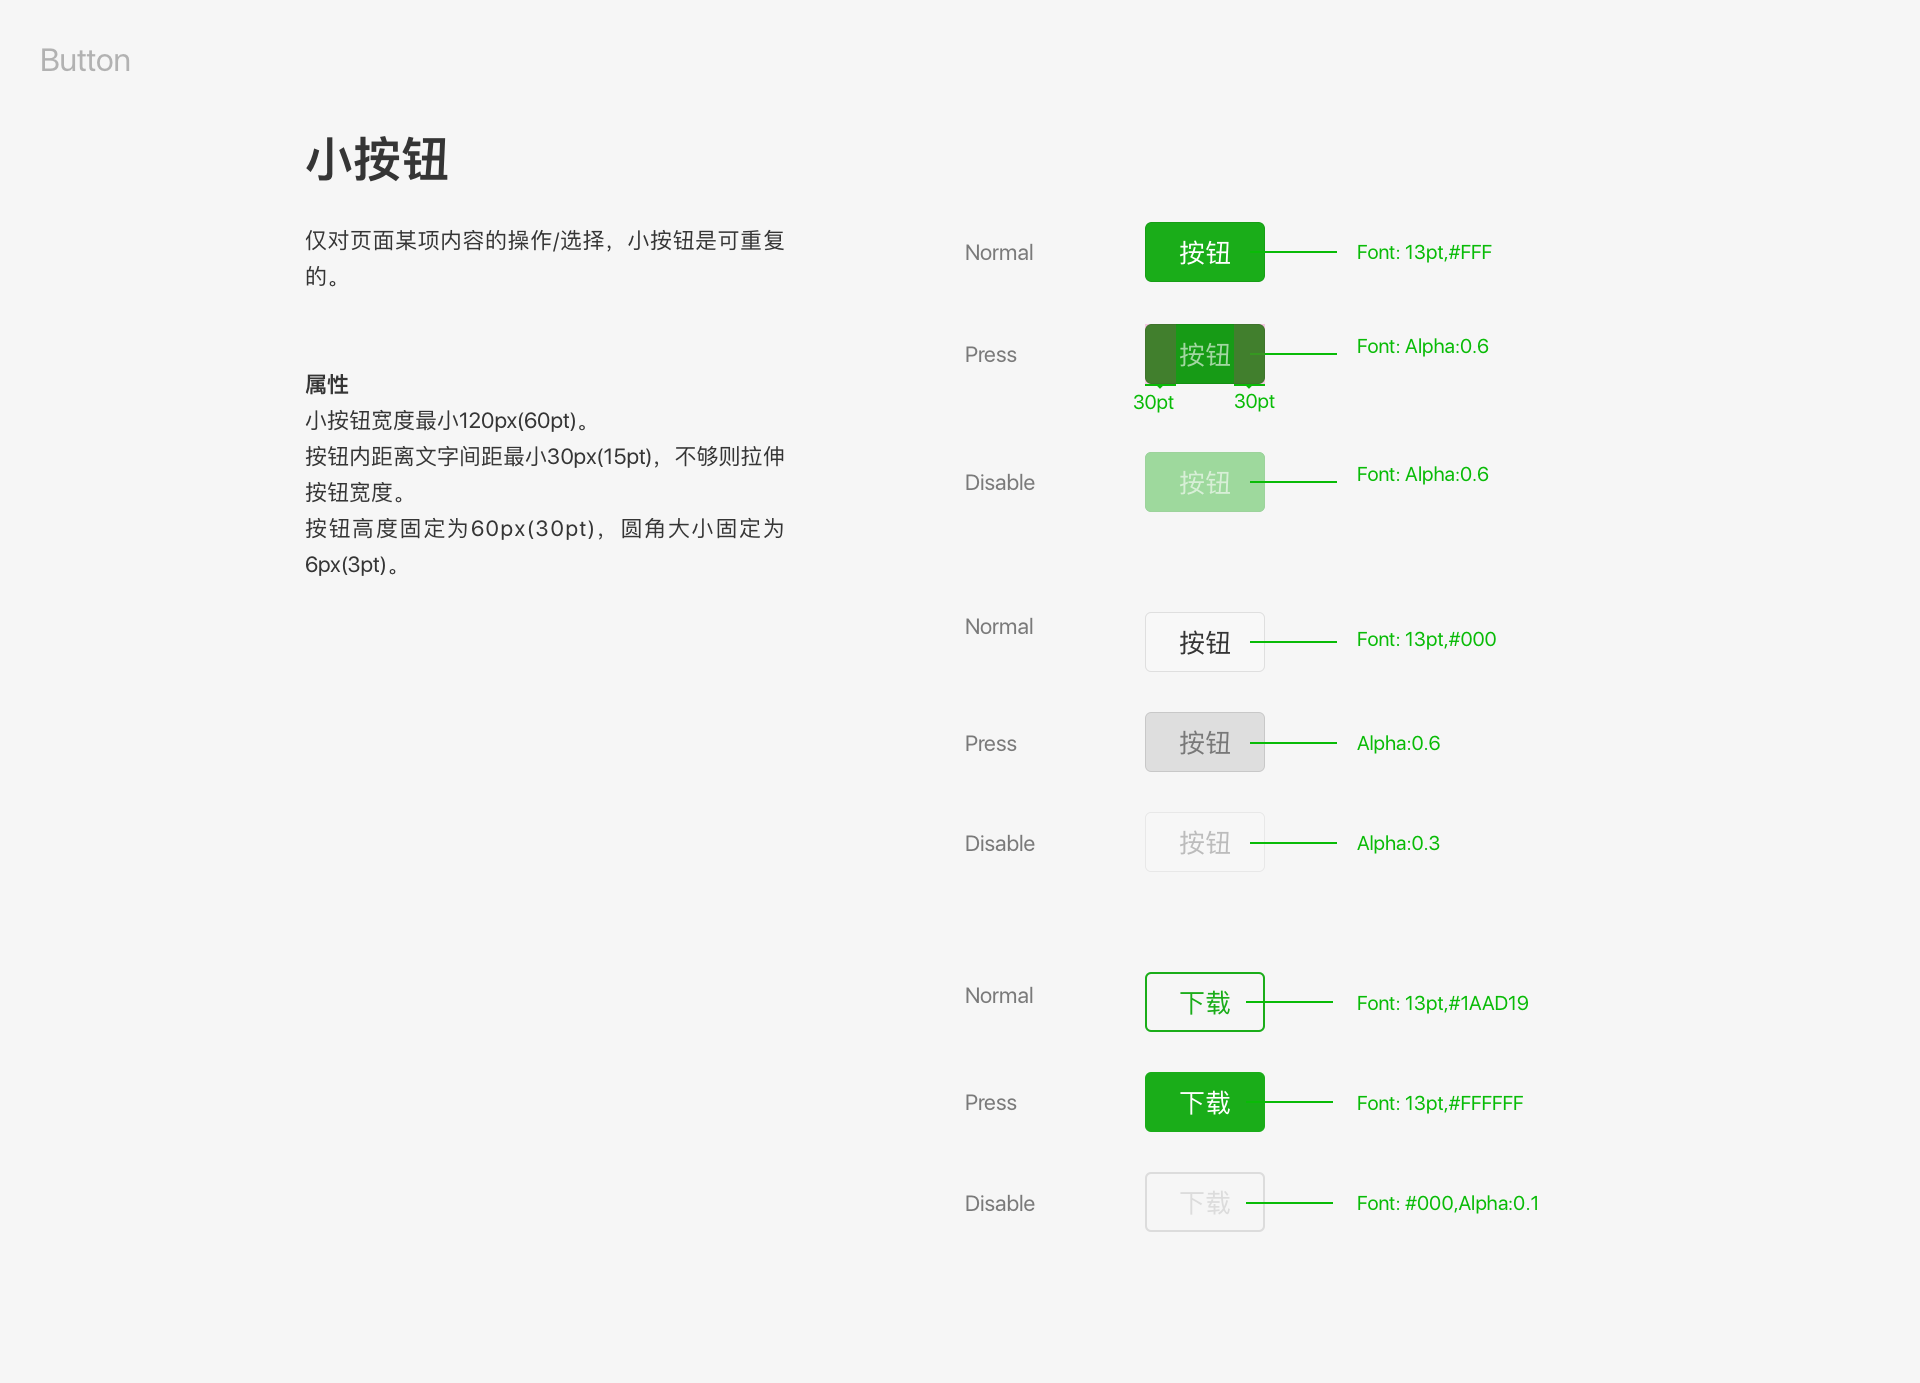 Button
小按钮
仅对页面某项内容的操作/选择，小按钮是可重复
的。
属性
小按钮宽度最小120px(60pt)。
按钮内距离文字间距最小30px(15pt)，不够则拉伸
按钮宽度。
按钮高度固定为60px(30pt)，圆角大小固定为
6px(3pt)。
Normal 按钮 Font: 13pt,#FFF
Press 按钮 Font: Alpha:0.6
30pt 30pt
Disable 按钮 Font: Alpha:0.6
Normal 按钮 Font: 13pt,#000
Press 按钮 Alpha:0.6
Disable 按钮 Alpha:0.3
Normal 下载 Font: 13pt,#1AAD19
Press 下载 Font: 13pt,#FFFFFF
Disable 下载 Font: #000,Alpha:0.1